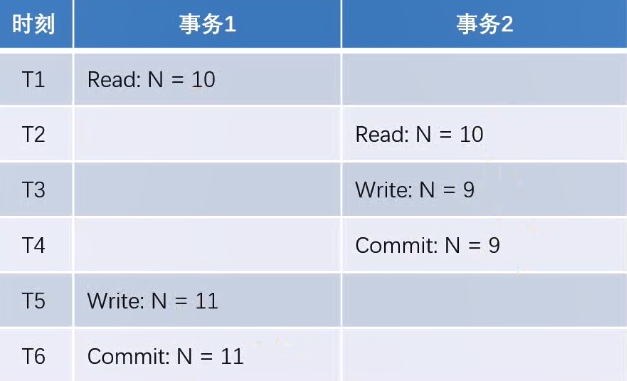 时刻 事务1 事务2
T1 Read: N = 10
T2 Read: N = 10
T3 Write: N = 9
T4 Commit: N = 9
T5 Write: N = 11
T6 Commit: N = 11